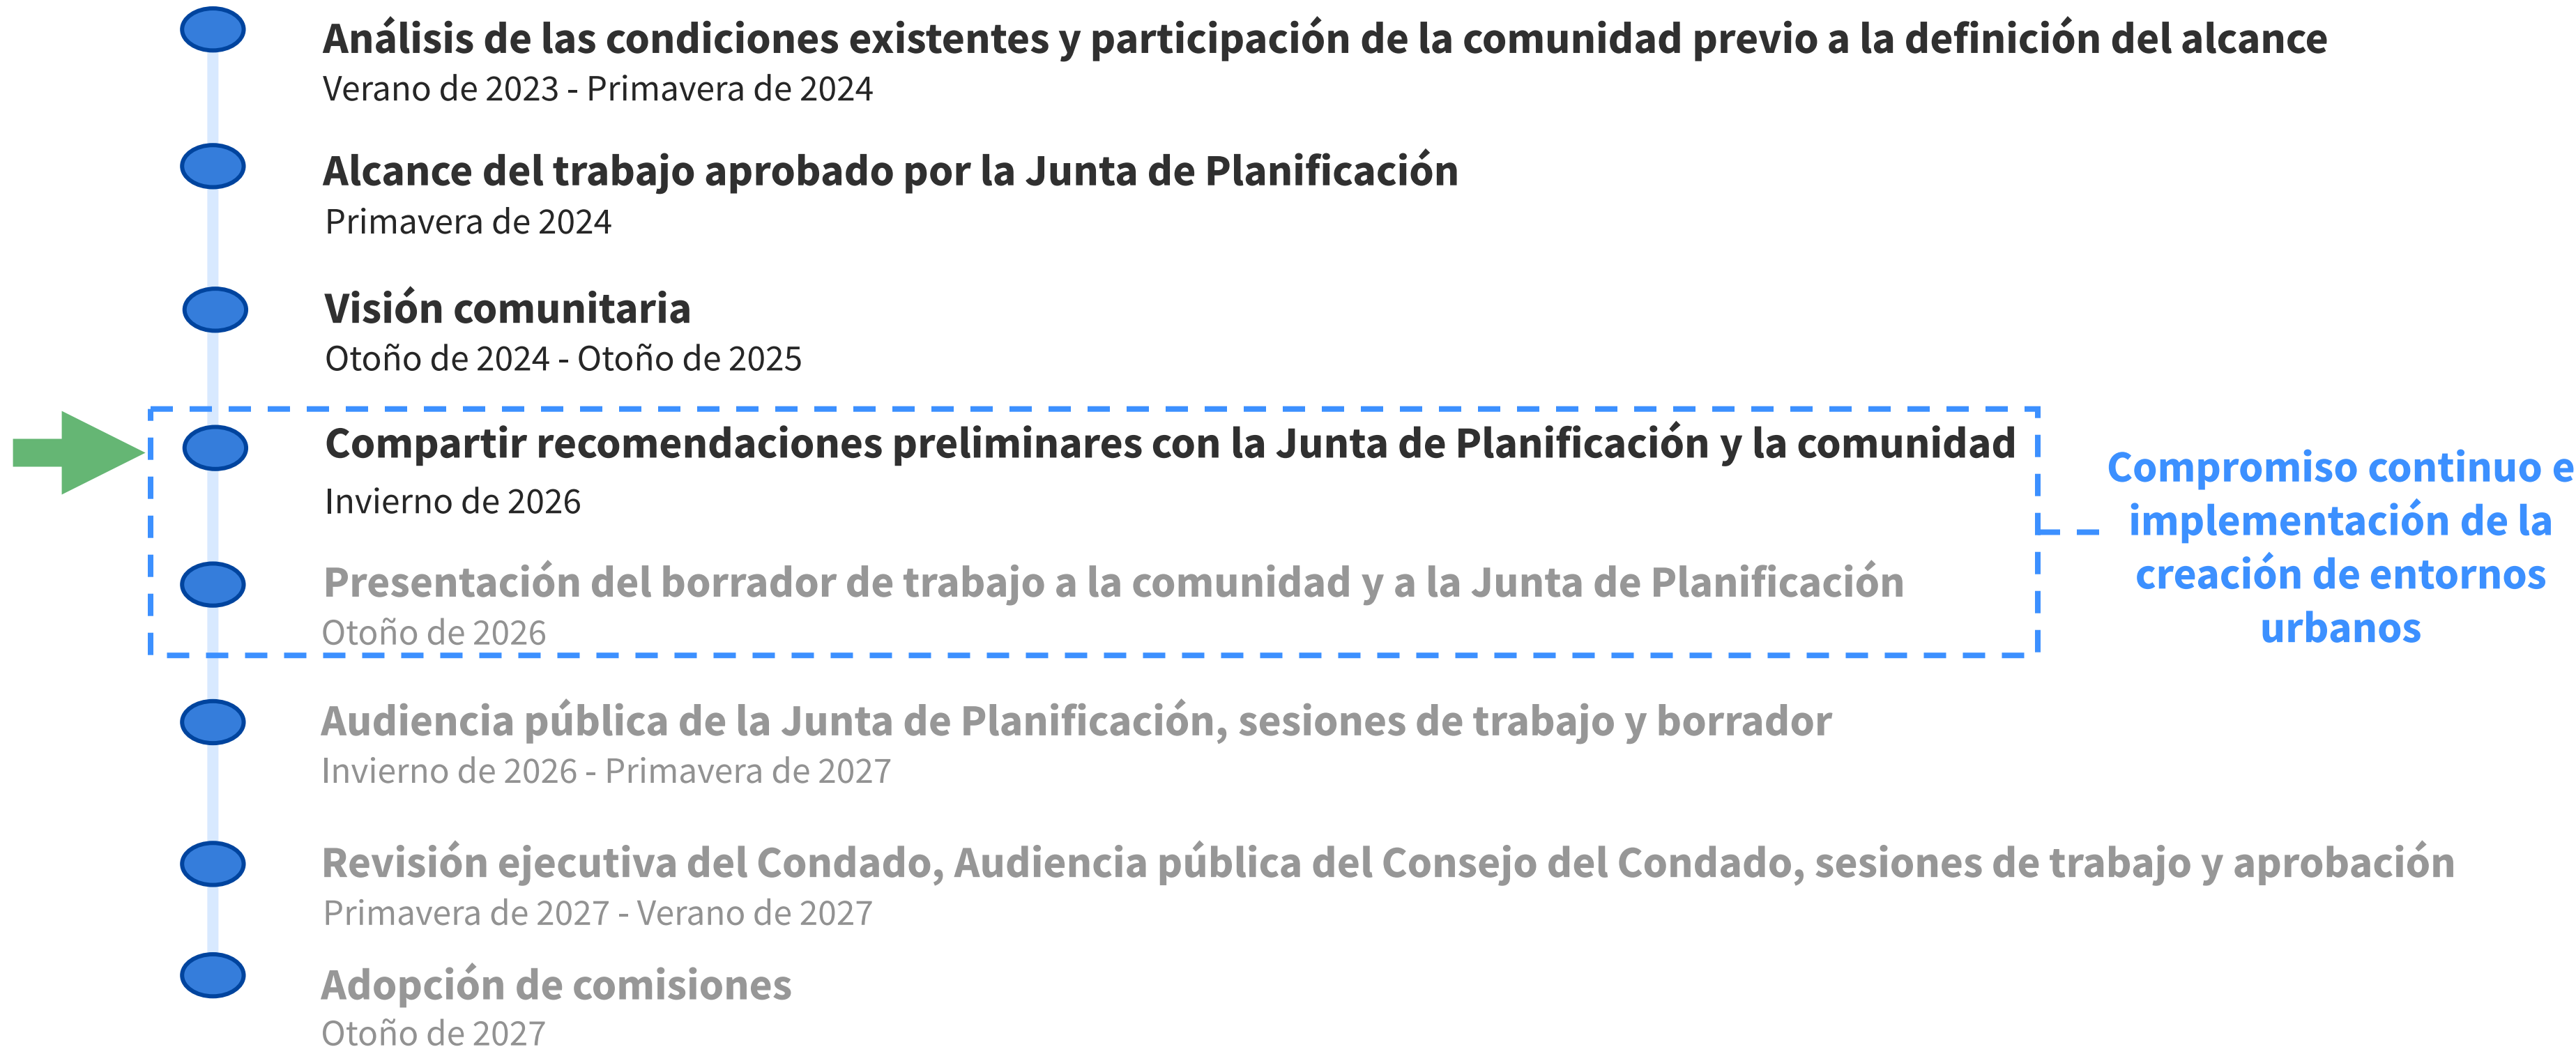 Análisis de las condiciones existentes y participación de la comunidad previo a la definición del alcance
Verano de 2023 - Primavera de 2024
Alcance del trabajo aprobado por la Junta de Planificación
Primavera de 2024
Visión comunitaria
Otoño de 2024 - Otoño de 2025
Compartir recomendaciones preliminares con la Junta de Planificación y la comunidad
Invierno de 2026
Presentación del borrador de trabajo a la comunidad y a la Junta de Planificación
Otoño de 2026
Compromiso continuo e
implementación de la
creación de entornos
urbanos
Audiencia pública de la Junta de Planificación, sesiones de trabajo y borrador
Invierno de 2026 - Primavera de 2027
Revisión ejecutiva del Condado, Audiencia pública del Consejo del Condado, sesiones de trabajo y aprobación
Primavera de 2027 - Verano de 2027
Adopción de comisiones
Otoño de 2027